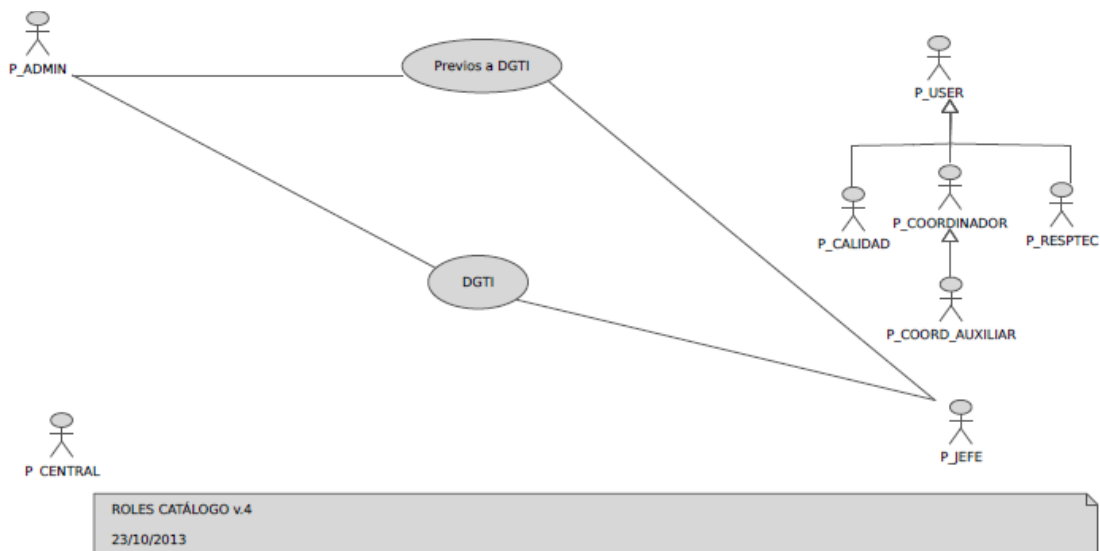 P_ADMIN
Previos a DGTI
P_USER
P_CALIDAD
P_COORDINADOR
P_RESPTEC
DGTI
P_COORD_AUXILIAR
P_CENTRAL
P_JEFE
ROLES CATÁLOGO v.4
23/10/2013